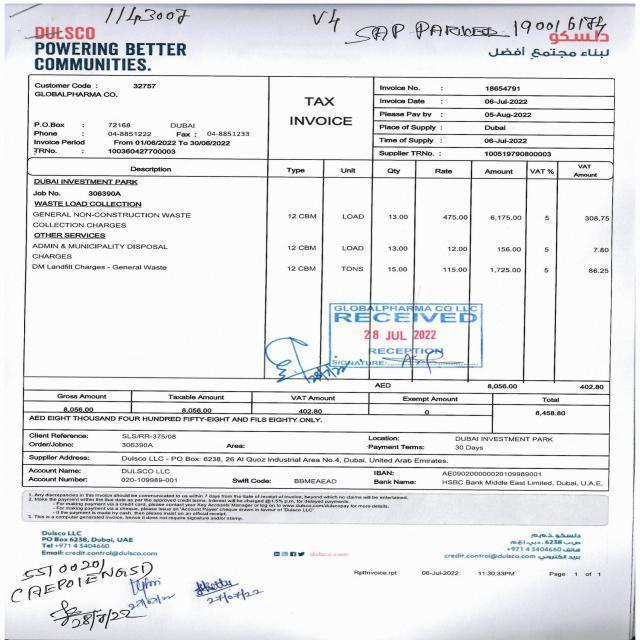 1143007 V4 SAP PARKED 190016174
DULSCO دلسكو
POWERING BETTER
COMMUNITIES.
لبناء مجتمع أفضل
Customer Code : 32757
GLOBALPHARMA CO.
P.O.Box : 72168 DUBAI
Phone : 04-8851222 Fax : 04-8851233
Invoice Period From 01/06/2022 To 30/06/2022
TRNo. : 100360427700003
TAX
INVOICE
Invoice No. : 18654791
Invoice Date : 06-Jul-2022
Please Pay by : 05-Aug-2022
Place of Supply : Dubai
Time of Supply : 06-Jul-2022
Supplier TRNo. : 100519790800003
Description Type Unit Qty Rate Amount VAT % VAT Amount
DUBAI INVESTMENT PARK
Job No. 306390A
WASTE LOAD COLLECTION
GENERAL NON-CONSTRUCTION WASTE 12 CBM LOAD 13.00 475.00 6,175.00 5 308.75
COLLECTION CHARGES
OTHER SERVICES
ADMIN & MUNICIPALITY DISPOSAL 12 CBM LOAD 13.00 12.00 156.00 5 7.80
CHARGES
DM Landfill Charges - General Waste 12 CBM TONS 15.00 115.00 1,725.00 5 86.25
GLOBALPHARMA CO LLC
RECEIVED
28 JUL 2022
RECEPTION
SIGNATURE:
AED 8,056.00 402.80
Gross Amount Taxable Amount VAT Amount Exempt Amount Total
8,056.00 8,056.00 402.80 0 8,458.80
AED EIGHT THOUSAND FOUR HUNDRED FIFTY-EIGHT AND FILS EIGHTY ONLY.
Client Reference: SLS/RR-375/08 Location: DUBAI INVESTMENT PARK
Order/Jobno: 306390A Area: Payment Terms: 30 Days
Supplier Address: Dulsco LLC - PO Box: 6238, 26 Al Quoz Industrial Area No.4, Dubai, United Arab Emirates.
Account Name: DULSCO LLC IBAN: AE090200000020109989001
Account Number: 020-109989-001 Swift Code: BBMEAEAD Bank Name: HSBC Bank Middle East Limited, Dubai, U.A.E.
1. Any discrepancies in this invoice should be communicated to us within 7 days from the date of receipt of invoice, beyond which no claims will be entertained.
2. Make the payment within the due date as per the approved credit terms. Interest will be charged @1.5% p.m. for delayed payments.
- For making payment via a credit card, please contact your Key Accounts Manager or log on to www.dulsco.com/dulscopay for more details.
- For making payment via cheque, please issue an 'Account Payee' cheque drawn in favour of "Dulsco LLC"
- If the payment is made by cash, then please insist on an official receipt.
3. This is a computer generated invoice, hence it does not require signature/stamp.
Dulsco LLC
PO Box 6238, Dubai, UAE
Tel +971 4 3404660
Email: credit.control@dulsco.com
dulsco.com
دلسكو ذ.م.م
ص.ب 6238، دبي، إ.ع.م
هاتف 3404660 4 971+
بريد الكتروني: credit.control@dulsco.com
RptInvoice.rpt 06-Jul-2022 11:30:33PM Page 1 of 1
5510020/
CAEPOIENGSD
27/07/22 27/07/22
28/7/22